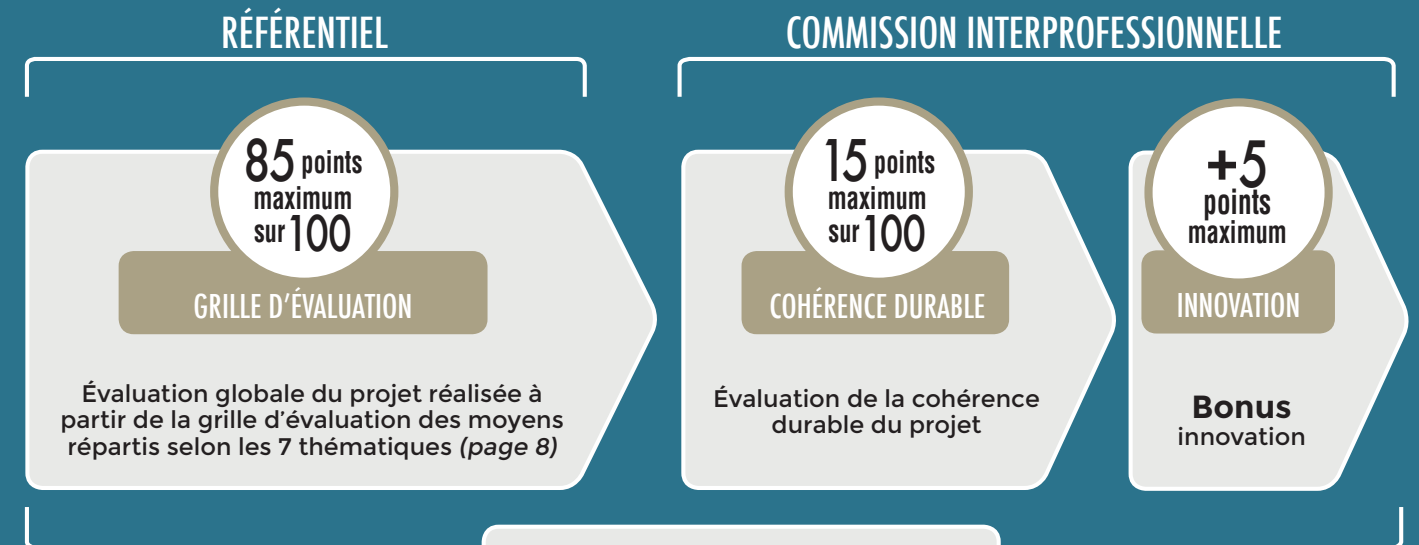 RÉFÉRENTIEL
COMMISSION INTERPROFESSIONNELLE
85 points
maximum
sur 100
GRILLE D'ÉVALUATION
Évaluation globale du projet réalisée à
partir de la grille d'évaluation des moyens
répartis selon les 7 thématiques (page 8)
15 points
maximum
sur 100
COHÉRENCE DURABLE
Évaluation de la cohérence
durable du projet
+5
points
maximum
INNOVATION
Bonus
innovation